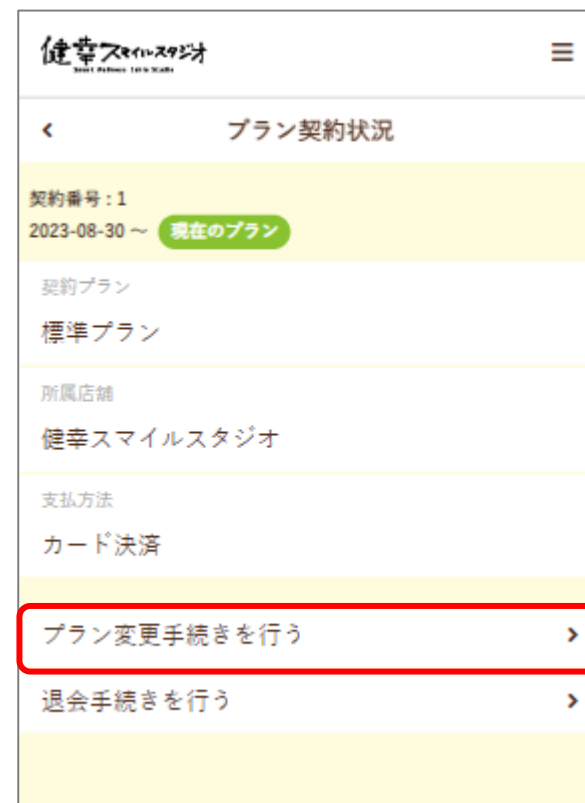 健幸スマイルスタジオ
プラン契約状況
契約番号：1
2023-08-30 ～ 現在のプラン
契約プラン
標準プラン
所属店舗
健幸スマイルスタジオ
支払方法
カード決済
プラン変更手続きを行う
退会手続きを行う